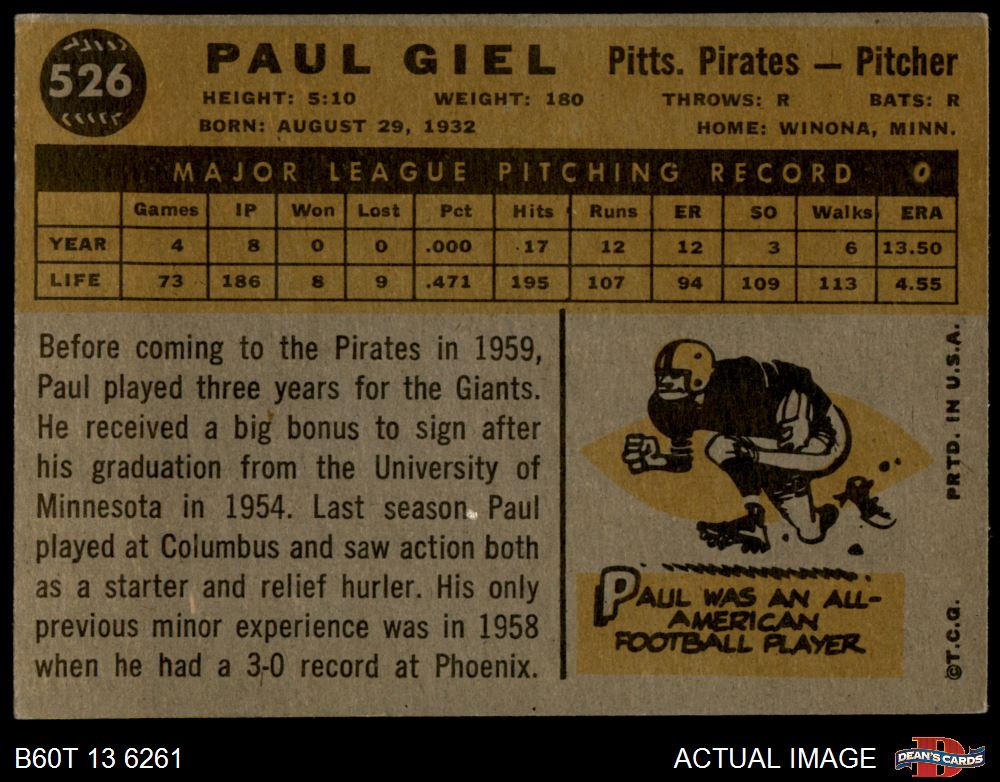 526
PAUL GIEL
Pitts. Pirates — Pitcher
HEIGHT: 5:10 WEIGHT: 180 THROWS: R BATS: R
BORN: AUGUST 29, 1932 HOME: WINONA, MINN.
MAJOR LEAGUE PITCHING RECORD 0
Games IP Won Lost Pct Hits Runs ER SO Walks ERA
YEAR 4 8 0 0 .000 17 12 12 3 6 13.50
LIFE 73 186 8 9 .471 195 107 94 109 113 4.55
Before coming to the Pirates in 1959,
Paul played three years for the Giants.
He received a big bonus to sign after
his graduation from the University of
Minnesota in 1954. Last season Paul
played at Columbus and saw action both
as a starter and relief hurler. His only
previous minor experience was in 1958
when he had a 3-0 record at Phoenix.
PAUL WAS AN ALL-
AMERICAN
FOOTBALL PLAYER
©T.C.G. PRTD. IN U.S.A.
B60T 13 6261
ACTUAL IMAGE
D
DEAN'S CARDS